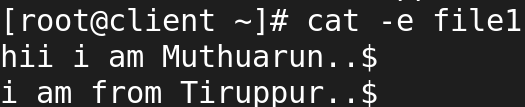 [root@client ~]# cat -e file1
hii i am Muthuarun..$
i am from Tiruppur..$